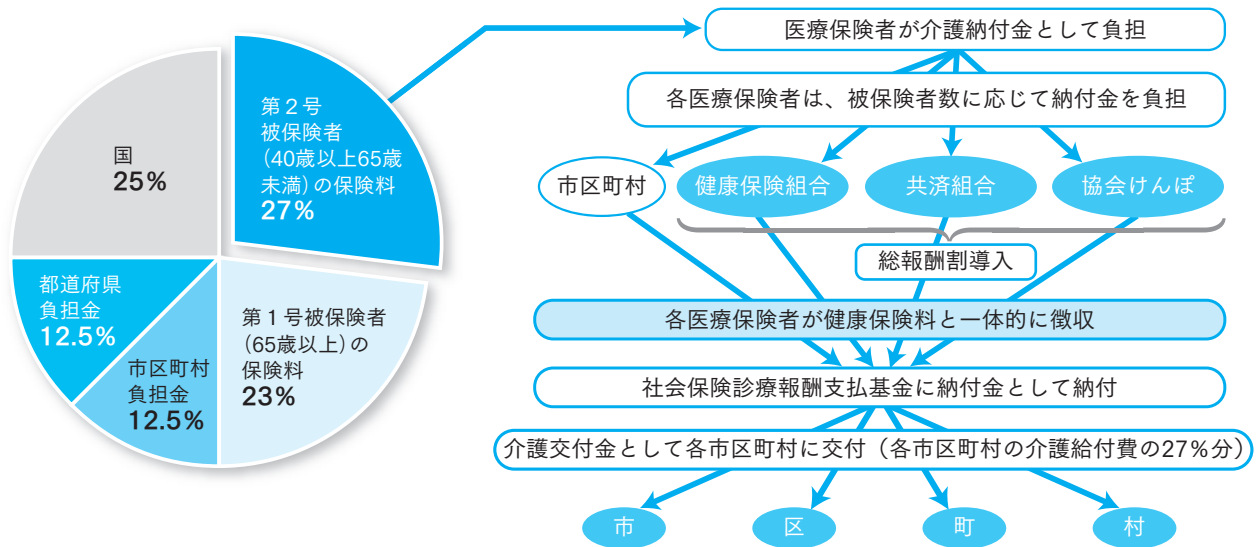 国
25%
第２号
被保険者
(40歳以上65歳
未満)の保険料
27%
都道府県
負担金
12.5%
市区町村
負担金
12.5%
第１号被保険者
(65歳以上)の
保険料
23%
医療保険者が介護納付金として負担
各医療保険者は、被保険者数に応じて納付金を負担
市区町村
健康保険組合
共済組合
協会けんぽ
総報酬割導入
各医療保険者が健康保険料と一体的に徴収
社会保険診療報酬支払基金に納付金として納付
介護交付金として各市区町村に交付（各市区町村の介護給付費の27%分）
市
区
町
村